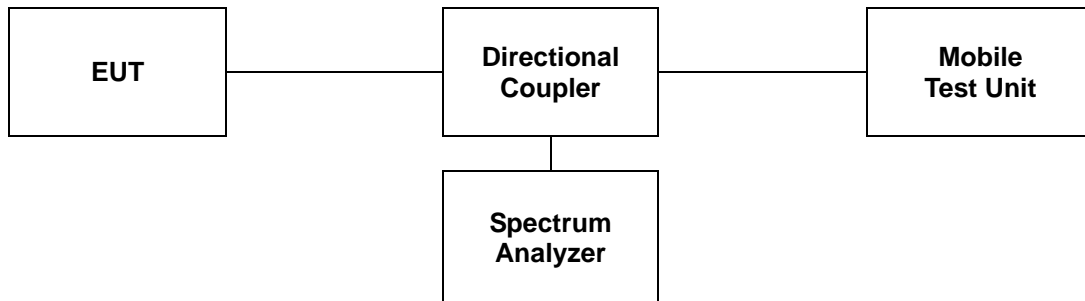 EUT
Directional
Coupler
Mobile
Test Unit
Spectrum
Analyzer